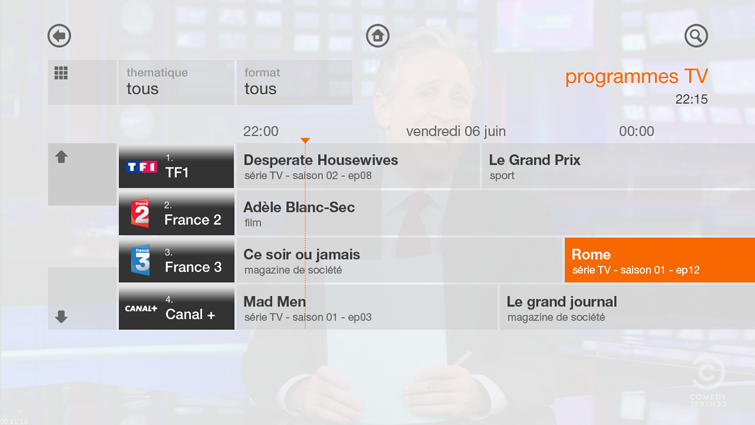 thematique
tous
format
tous
programmes TV
22:15
22:00
vendredi 06 juin
00:00
TF1
1.
TF1
Desperate Housewives
série TV - saison 02 - ep08
Le Grand Prix
sport
france
2
2.
France 2
Adèle Blanc-Sec
film
france
3
3.
France 3
Ce soir ou jamais
magazine de société
Rome
série TV - saison 01 - ep12
CANAL+
4.
Canal +
Mad Men
série TV - saison 01 - ep03
Le grand journal
magazine de société
COMEDY